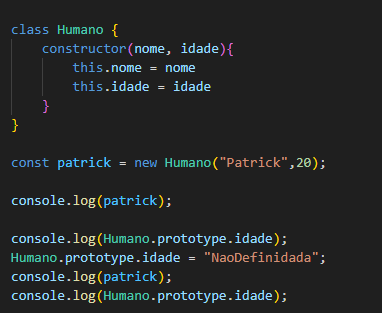 class Humano {
    constructor(nome, idade){
        this.nome = nome
        this.idade = idade
    }
}
const patrick = new Humano("Patrick",20);
console.log(patrick);
console.log(Humano.prototype.idade);
Humano.prototype.idade = "NaoDefinidada";
console.log(patrick);
console.log(Humano.prototype.idade);